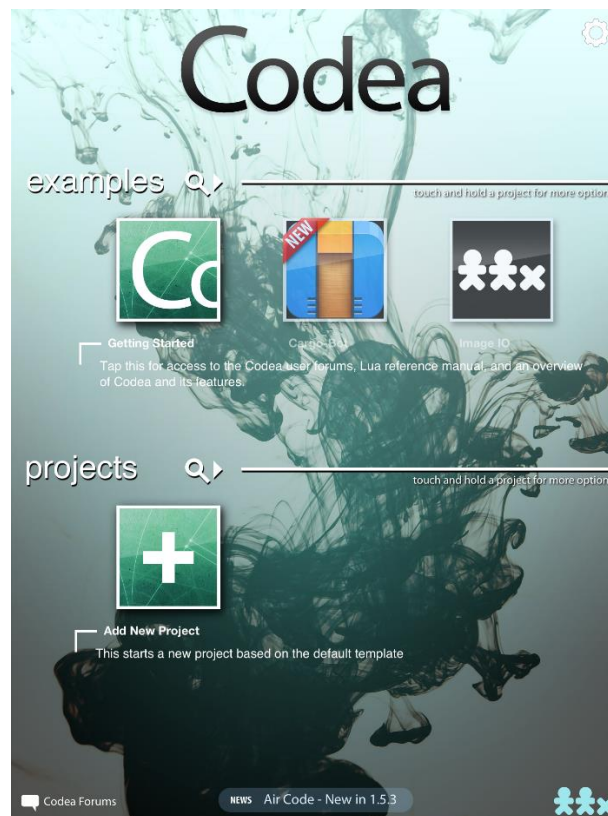 Codea
examples
touch and hold a project for more option
Co
NEW
Getting Started
Cargo-Bot
Image IO
Tap this for access to the Codea user forums, Lua reference manual, and an overview
of Codea and its features.
projects
touch and hold a project for more option
Add New Project
This starts a new project based on the default template
Codea Forums
NEWS Air Code - New in 1.5.3